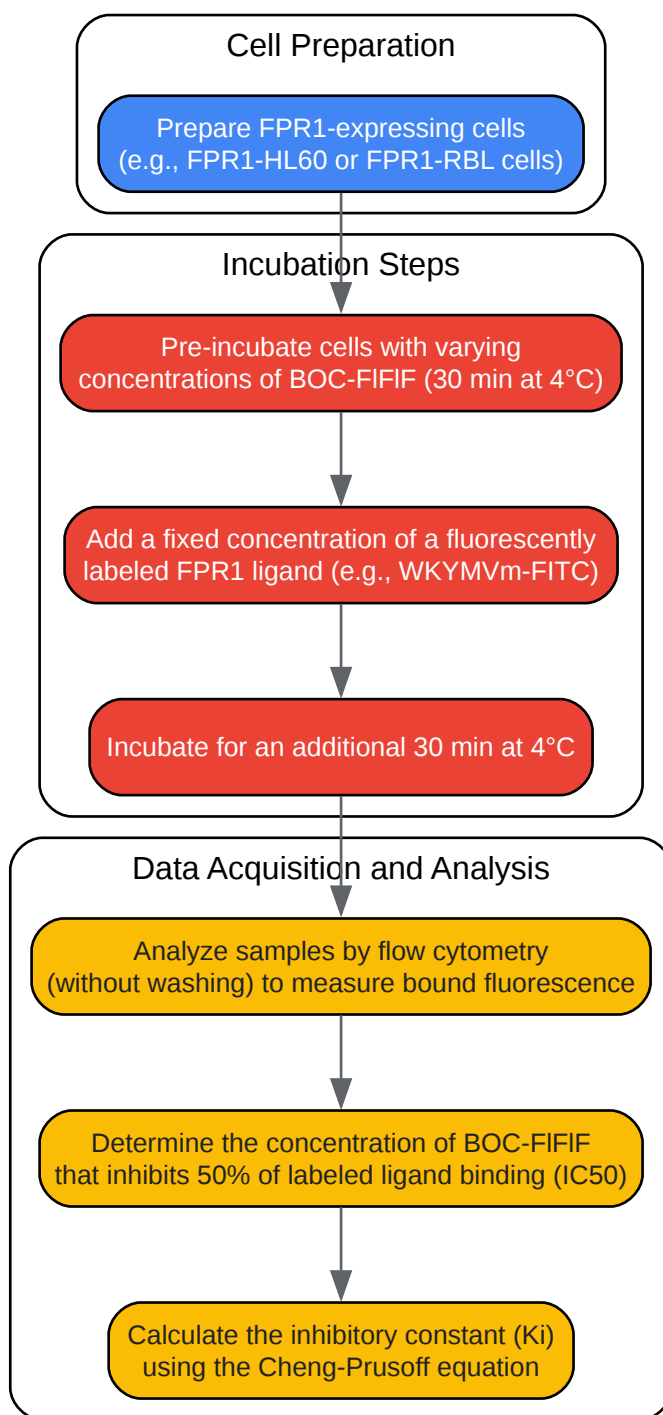 Cell Preparation
Prepare FPR1-expressing cells
(e.g., FPR1-HL60 or FPR1-RBL cells)
Incubation Steps
Pre-incubate cells with varying
concentrations of BOC-FlFlF (30 min at 4°C)
Add a fixed concentration of a fluorescently
labeled FPR1 ligand (e.g., WKYMVm-FITC)
Incubate for an additional 30 min at 4°C
Data Acquisition and Analysis
Analyze samples by flow cytometry
(without washing) to measure bound fluorescence
Determine the concentration of BOC-FlFlF
that inhibits 50% of labeled ligand binding (IC50)
Calculate the inhibitory constant (Ki)
using the Cheng-Prusoff equation